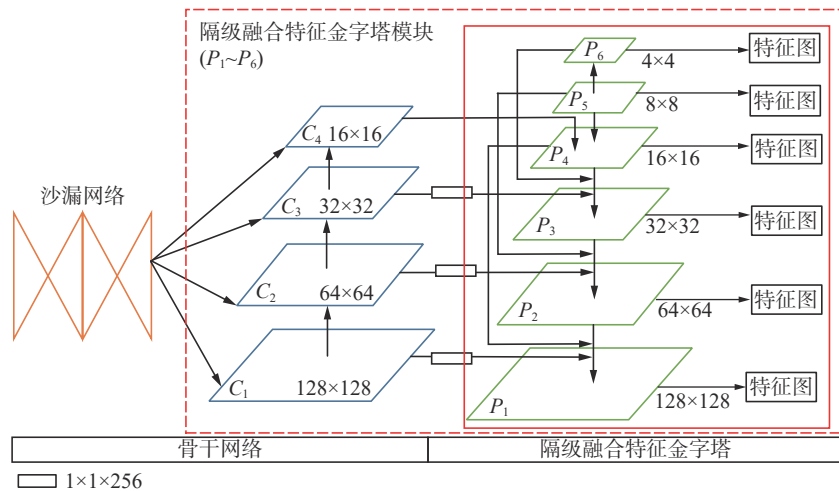 隔级融合特征金字塔模块
(P₁~P₆)
P₆
4×4
特征图
P₅
8×8
特征图
C₄ 16×16
P₄
16×16
特征图
沙漏网络
C₃ 32×32
P₃
32×32
特征图
C₂
64×64
P₂
64×64
特征图
C₁
128×128
P₁
128×128
特征图
骨干网络
隔级融合特征金字塔
1×1×256